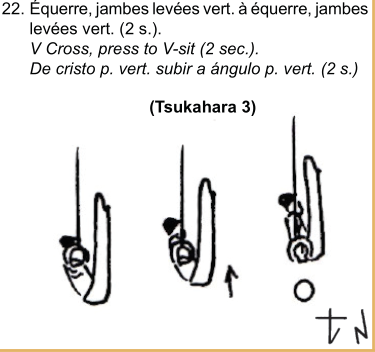 22. Équerre, jambes levées vert. à équerre, jambes
levées vert. (2 s.).
V Cross, press to V-sit (2 sec.).
De cristo p. vert. subir a ángulo p. vert. (2 s.)
(Tsukahara 3)